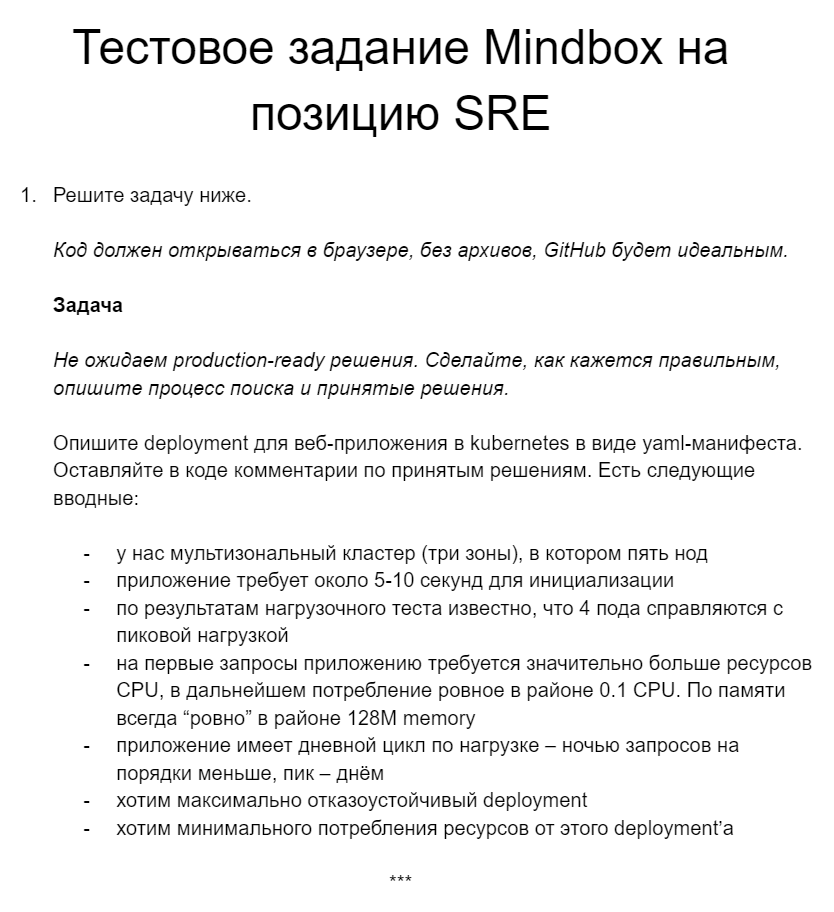 Тестовое задание Mindbox на
позицию SRE
1. Решите задачу ниже.
Код должен открываться в браузере, без архивов, GitHub будет идеальным.
Задача
Не ожидаем production-ready решения. Сделайте, как кажется правильным,
опишите процесс поиска и принятые решения.
Опишите deployment для веб-приложения в kubernetes в виде yaml-манифеста.
Оставляйте в коде комментарии по принятым решениям. Есть следующие
вводные:
- у нас мультизональный кластер (три зоны), в котором пять нод
- приложение требует около 5-10 секунд для инициализации
- по результатам нагрузочного теста известно, что 4 пода справляются с
пиковой нагрузкой
- на первые запросы приложению требуется значительно больше ресурсов
CPU, в дальнейшем потребление ровное в районе 0.1 CPU. По памяти
всегда “ровно” в районе 128M memory
- приложение имеет дневной цикл по нагрузке – ночью запросов на
порядки меньше, пик – днём
- хотим максимально отказоустойчивый deployment
- хотим минимального потребления ресурсов от этого deployment’а
***